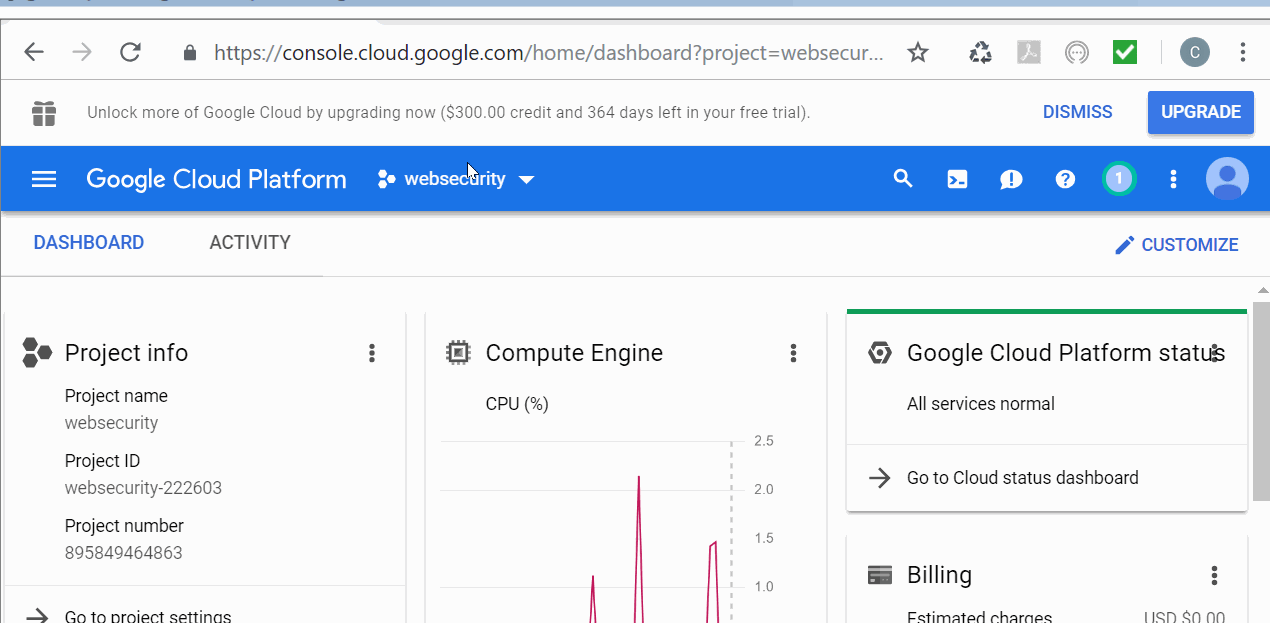 https://console.cloud.google.com/home/dashboard?project=websecur...
C
Unlock more of Google Cloud by upgrading now ($300.00 credit and 364 days left in your free trial).
DISMISS
UPGRADE
Google Cloud Platform
websecurity
1
DASHBOARD
ACTIVITY
CUSTOMIZE
Project info
Project name
websecurity
Project ID
websecurity-222603
Project number
895849464863
Go to project settings
Compute Engine
CPU (%)
2.5
2.0
1.5
1.0
Google Cloud Platform status
All services normal
Go to Cloud status dashboard
Billing
Estimated charges
USD $0.00